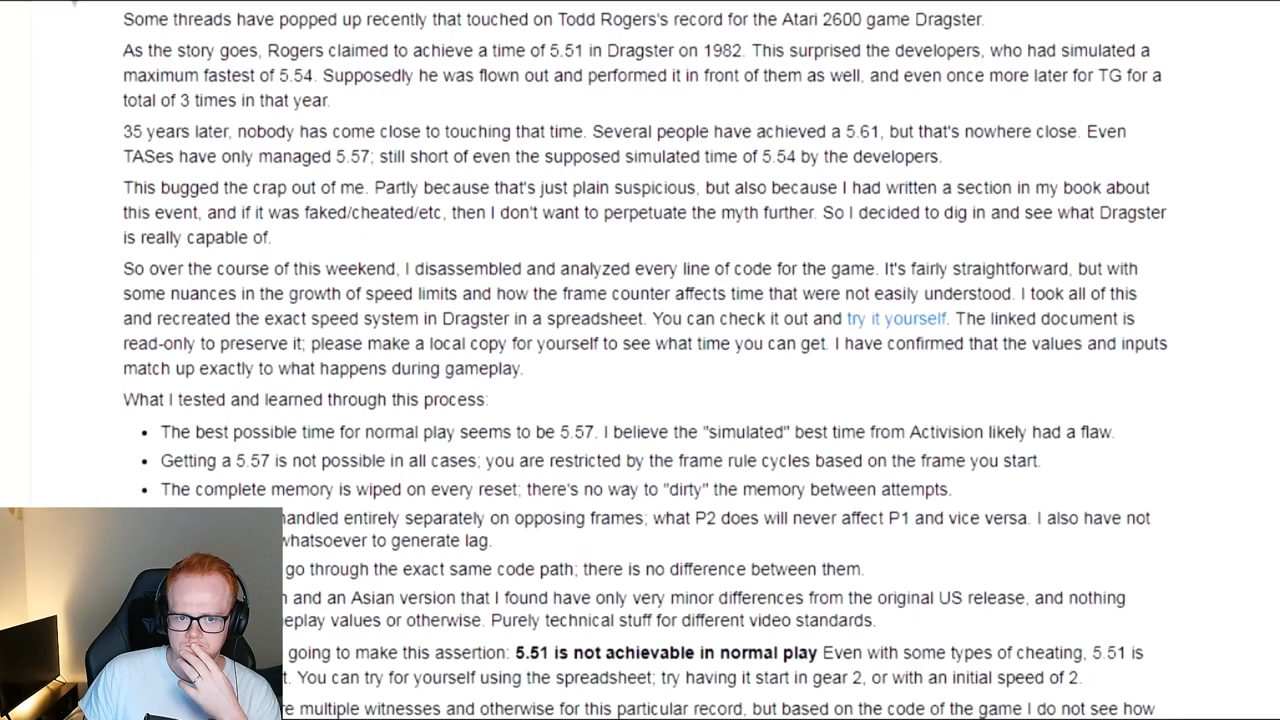 Some threads have popped up recently that touched on Todd Rogers's record for the Atari 2600 game Dragster.
As the story goes, Rogers claimed to achieve a time of 5.51 in Dragster on 1982. This surprised the developers, who had simulated a
maximum fastest of 5.54. Supposedly he was flown out and performed it in front of them as well, and even once more later for TG for a
total of 3 times in that year.
35 years later, nobody has come close to touching that time. Several people have achieved a 5.61, but that's nowhere close. Even
TASes have only managed 5.57; still short of even the supposed simulated time of 5.54 by the developers.
This bugged the crap out of me. Partly because that's just plain suspicious, but also because I had written a section in my book about
this event, and if it was faked/cheated/etc, then I don't want to perpetuate the myth further. So I decided to dig in and see what Dragster
is really capable of.
So over the course of this weekend, I disassembled and analyzed every line of code for the game. It's fairly straightforward, but with
some nuances in the growth of speed limits and how the frame counter affects time that were not easily understood. I took all of this
and recreated the exact speed system in Dragster in a spreadsheet. You can check it out and try it yourself. The linked document is
read-only to preserve it; please make a local copy for yourself to see what time you can get. I have confirmed that the values and inputs
match up exactly to what happens during gameplay.
What I tested and learned through this process:
• The best possible time for normal play seems to be 5.57. I believe the "simulated" best time from Activision likely had a flaw.
• Getting a 5.57 is not possible in all cases; you are restricted by the frame rule cycles based on the frame you start.
• The complete memory is wiped on every reset; there's no way to "dirty" the memory between attempts.
handled entirely separately on opposing frames; what P2 does will never affect P1 and vice versa. I also have not
whatsoever to generate lag.
go through the exact same code path; there is no difference between them.
and an Asian version that I found have only very minor differences from the original US release, and nothing
values or otherwise. Purely technical stuff for different video standards.
going to make this assertion: 5.51 is not achievable in normal play Even with some types of cheating, 5.51 is
You can try for yourself using the spreadsheet; try having it start in gear 2, or with an initial speed of 2.
multiple witnesses and otherwise for this particular record, but based on the code of the game I do not see how